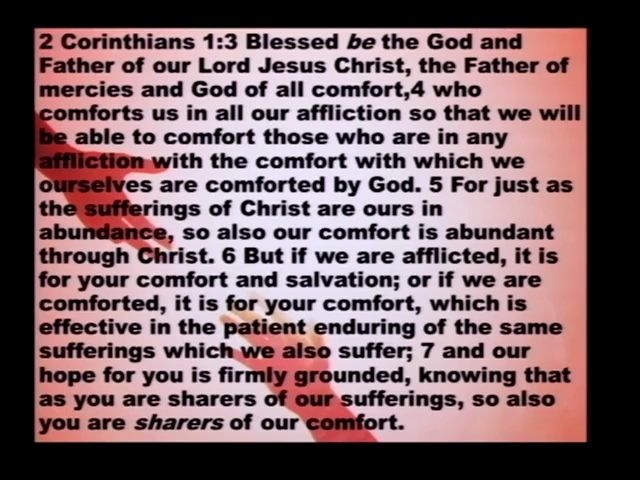 2 Corinthians 1:3 Blessed be the God and
Father of our Lord Jesus Christ, the Father of
mercies and God of all comfort,4 who
comforts us in all our affliction so that we will
be able to comfort those who are in any
affliction with the comfort with which we
ourselves are comforted by God. 5 For just as
the sufferings of Christ are ours in
abundance, so also our comfort is abundant
through Christ. 6 But if we are afflicted, it is
for your comfort and salvation; or if we are
comforted, it is for your comfort, which is
effective in the patient enduring of the same
sufferings which we also suffer; 7 and our
hope for you is firmly grounded, knowing that
as you are sharers of our sufferings, so also
you are sharers of our comfort.